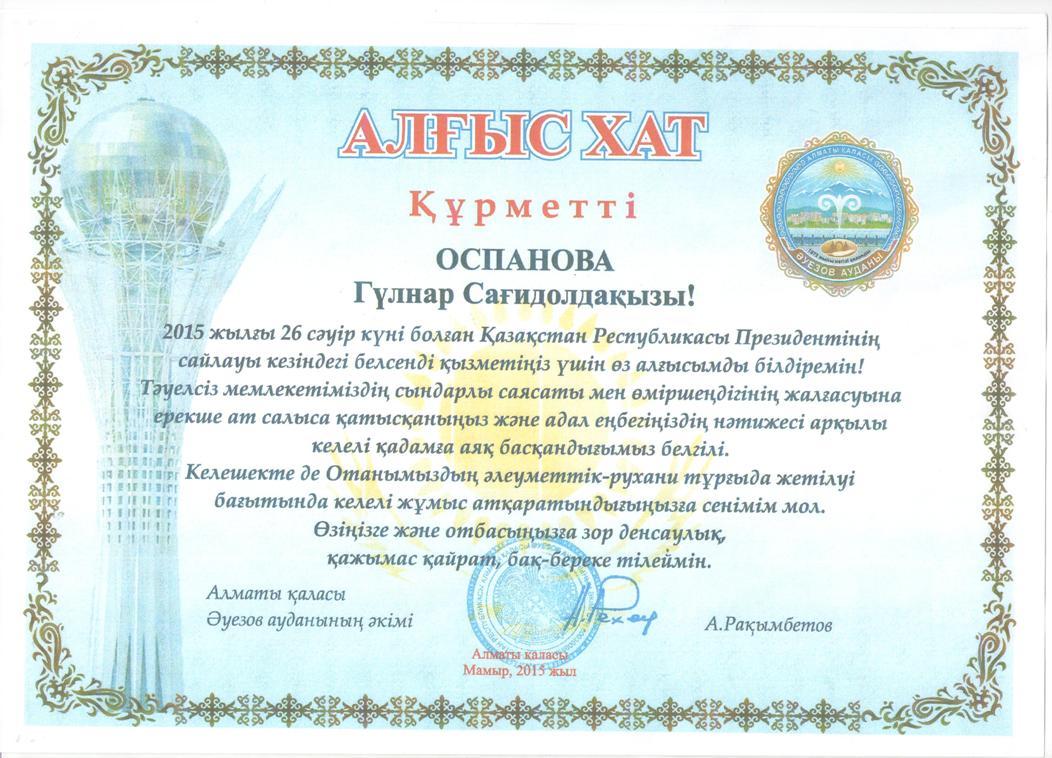 АЛҒЫС ХАТ
Құрметті
ОСПАНОВА
Гүлнар Сағидолдақызы!
АЛМАТЫ ҚАЛАСЫ
ӘУЕЗОВ АУДАНЫ
2015 жылғы 26 сәуір күні болған Қазақстан Республикасы Президентінің
сайлауы кезіндегі белсенді қызметіңіз үшін өз алғысымды білдіремін!
Тәуелсіз мемлекетіміздің сындарлы саясаты мен өміршеңдігінің жалғасуына
ерекше ат салыса қатысқаныңыз және адал еңбегіңіздің нәтижесі арқылы
келелі қадамға аяқ басқандығымыз белгілі.
Келешекте де Отанымыздың әлеуметтік-рухани тұрғыда жетілуі
бағытында келелі жұмыс атқаратындығыңызға сенімім мол.
Өзіңізге және отбасыңызға зор денсаулық,
қажымас қайрат, бақ-береке тілеймін.
Алматы қаласы
Әуезов ауданының әкімі
А.Рақымбетов
Алматы қаласы
Мамыр, 2015 жыл